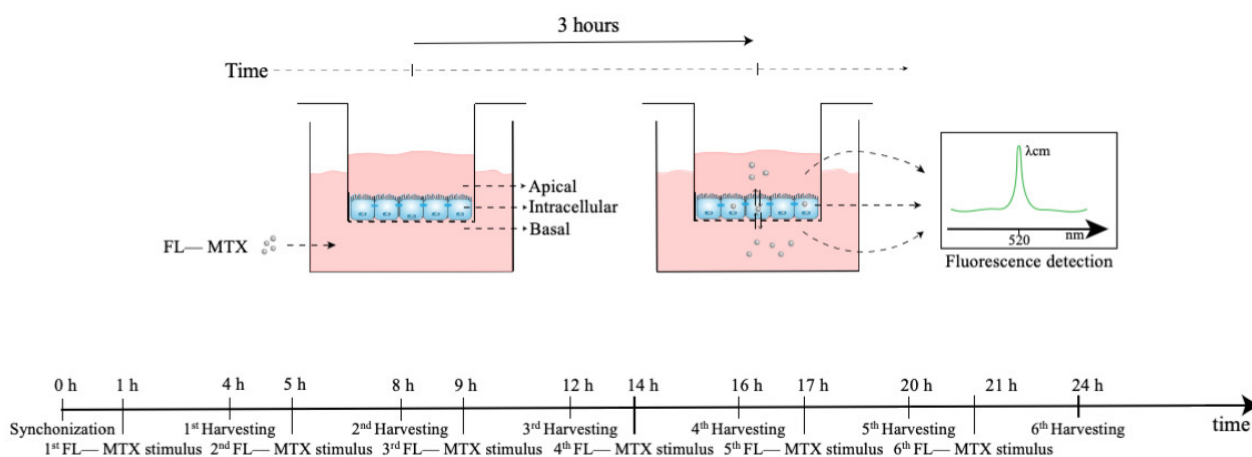 3 hours
Time
Apical
Intracellular
Basal
FL— MTX
λcm
520
nm
Fluorescence detection
0 h 1 h 4 h 5 h 8 h 9 h 12 h 14 h 16 h 17 h 20 h 21 h 24 h
Synchonization 1st Harvesting 2nd Harvesting 3rd Harvesting 4th Harvesting 5th Harvesting 6th Harvesting time
1st FL— MTX stimulus 2nd FL— MTX stimulus 3rd FL— MTX stimulus 4th FL— MTX stimulus 5th FL— MTX stimulus 6th FL— MTX stimulus